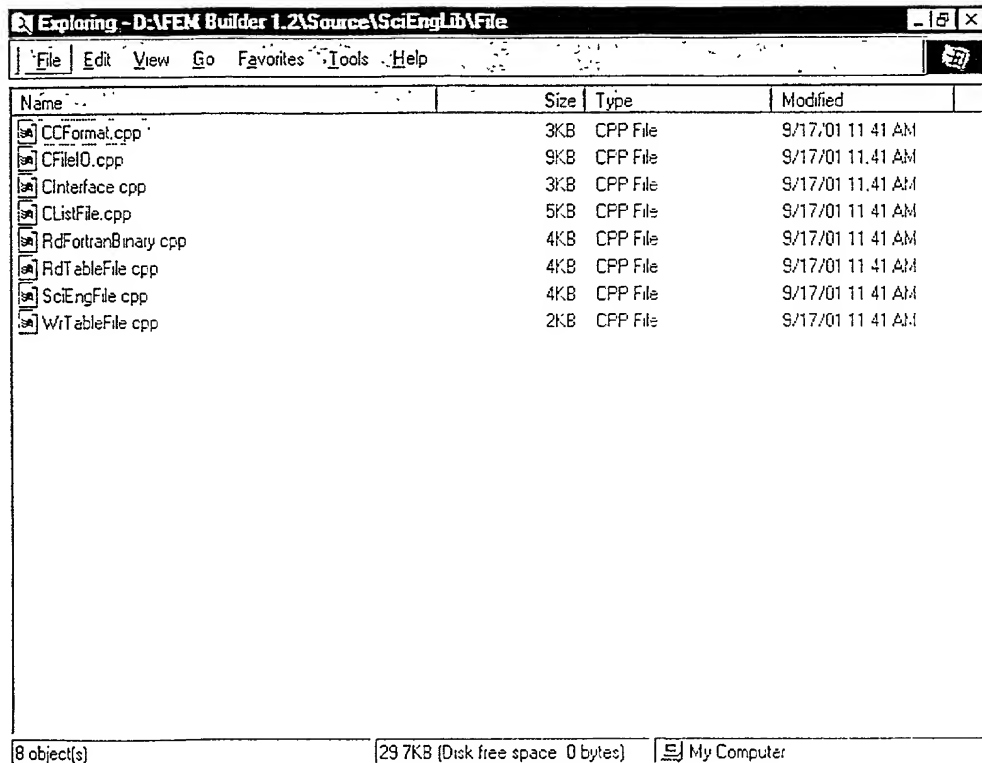 Exploring - D:\FEM Builder 1.2\Source\SciEngLib\File
File Edit View Go Favorites Tools Help
Name Size Type Modified
CCFormat.cpp 3KB CPP File 9/17/01 11 41 AM
CFileIO.cpp 9KB CPP File 9/17/01 11.41 AM
CInterface cpp 3KB CPP File 9/17/01 11.41 AM
CListFile.cpp 5KB CPP File 9/17/01 11 41 AM
RdFortranBinary cpp 4KB CPP File 9/17/01 11 41 AM
RdTableFile cpp 4KB CPP File 9/17/01 11 41 AM
SciEngFile cpp 4KB CPP File 9/17/01 11 41 AM
WrTableFile cpp 2KB CPP File 9/17/01 11 41 AM
8 object(s) 29 7KB (Disk free space 0 bytes) My Computer